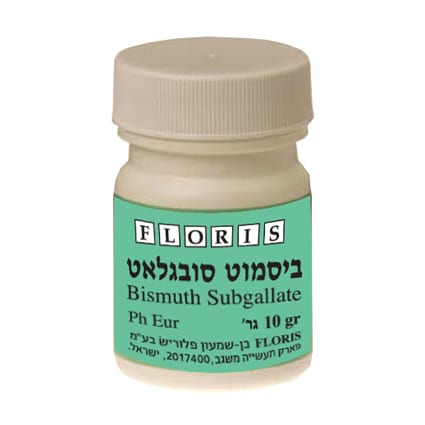 FLORIS
ביסמוט סובגלאט
Bismuth Subgallate
Ph Eur 10 gr גר׳
FLORIS בן-שמעון פלוריש בע"מ
פארק תעשייה משגב, 2017400, ישראל.